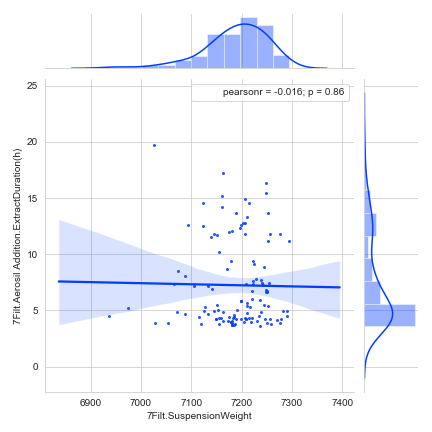 pearsonr = -0.016; p = 0.86
25
20
15
10
5
0
7Filt.Aerosil Addition.ExtractDuration(h)
6900 7000 7100 7200 7300 7400
7Filt.SuspensionWeight